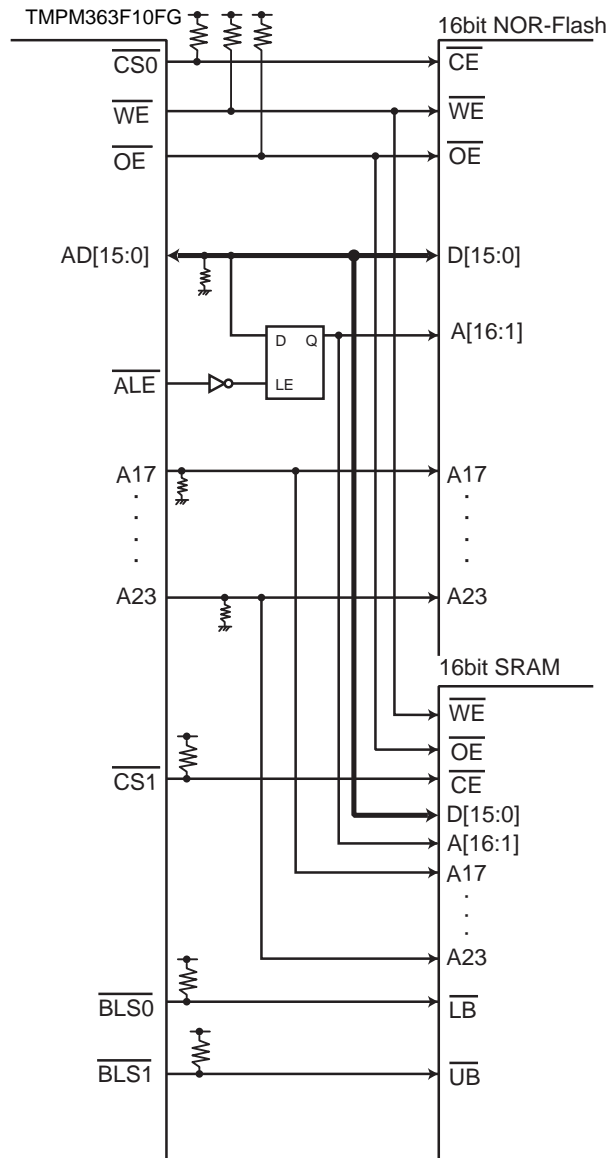 TMPM363F10FG
16bit NOR-Flash
CS0
CE
WE
WE
OE
OE
AD[15:0]
D[15:0]
D Q
A[16:1]
ALE
LE
A17
A17
A23
A23
16bit SRAM
WE
OE
CS1
CE
D[15:0]
A[16:1]
A17
A23
BLS0
LB
BLS1
UB